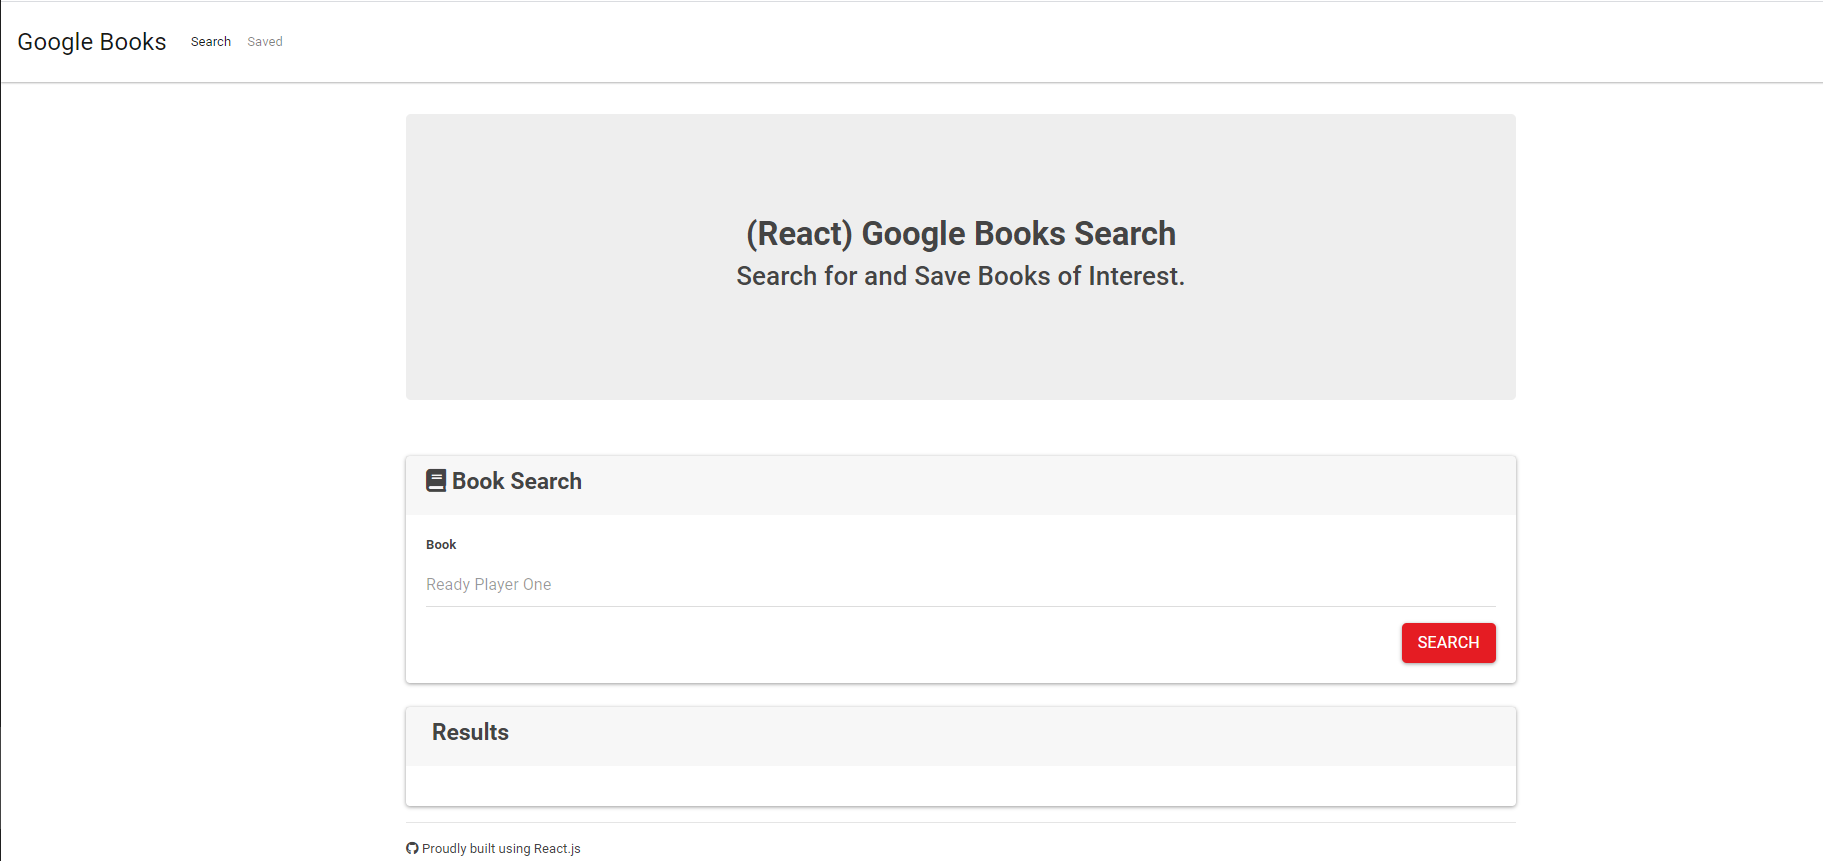 Google Books Search Saved
(React) Google Books Search
Search for and Save Books of Interest.
Book Search
Book
Ready Player One
SEARCH
Results
Proudly built using React.js